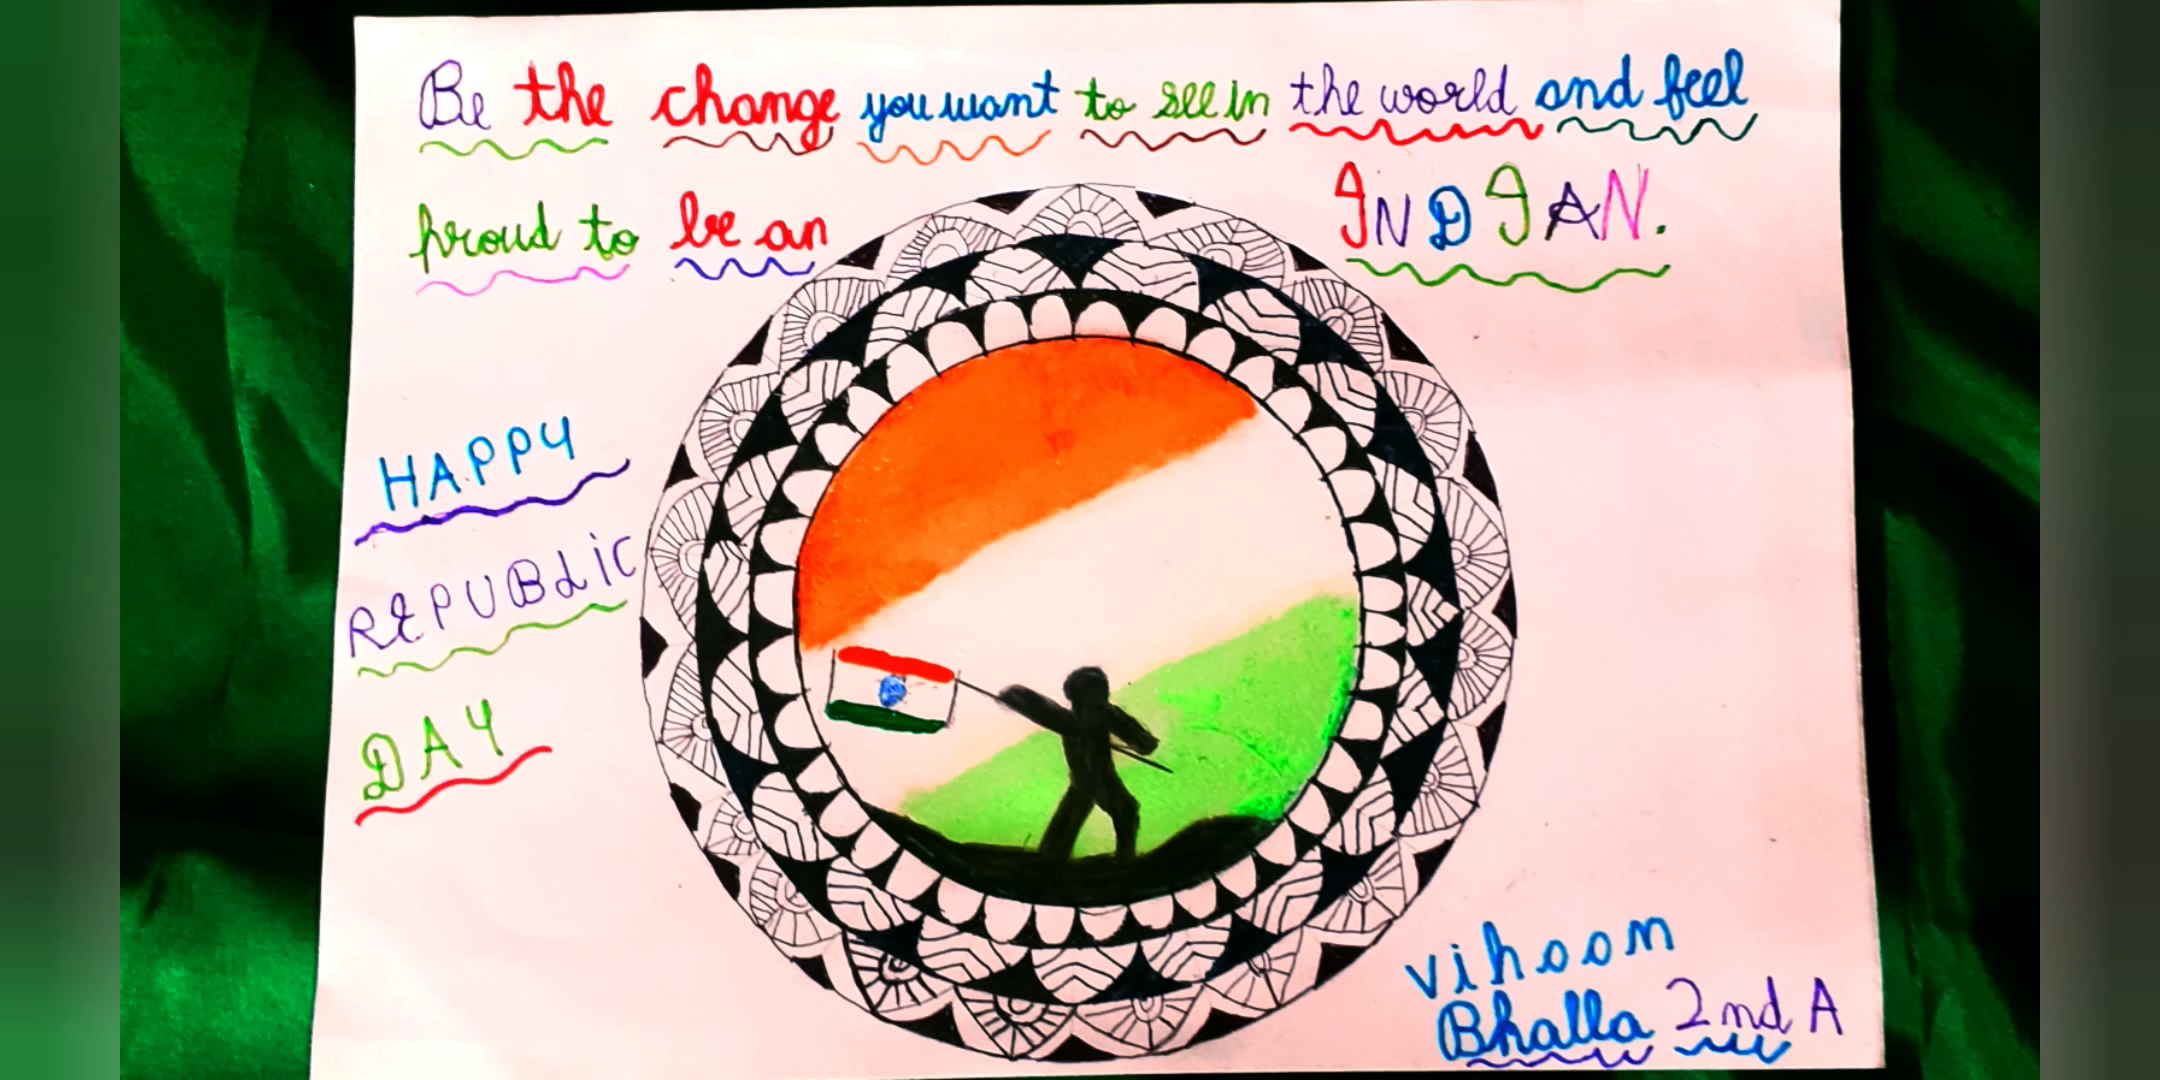 Be the change you want to see in the world and feel
proud to be an INDIAN.
HAPPY
REPUBLIC
DAY
vihoon
Bhalla 2nd A